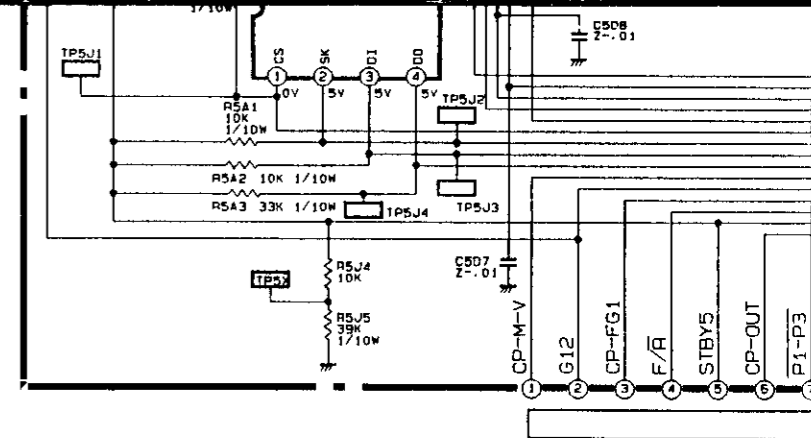 1/10W
C5D8
Z-.01
TP5J1
CS
SK
DI
DO
1
2
3
4
0V
5V
5V
5V
TP5J2
R5A1
10K
1/10W
R5A2 10K 1/10W
R5A3 33K 1/10W
TP5J4
TP5J3
C5D7
Z-.01
R5J4
10K
TP5X
R5J5
39K
1/10W
CP-M-V
G12
CP-FG1
F/R
STBY5
CP-OUT
P1-P3
1
2
3
4
5
6
7